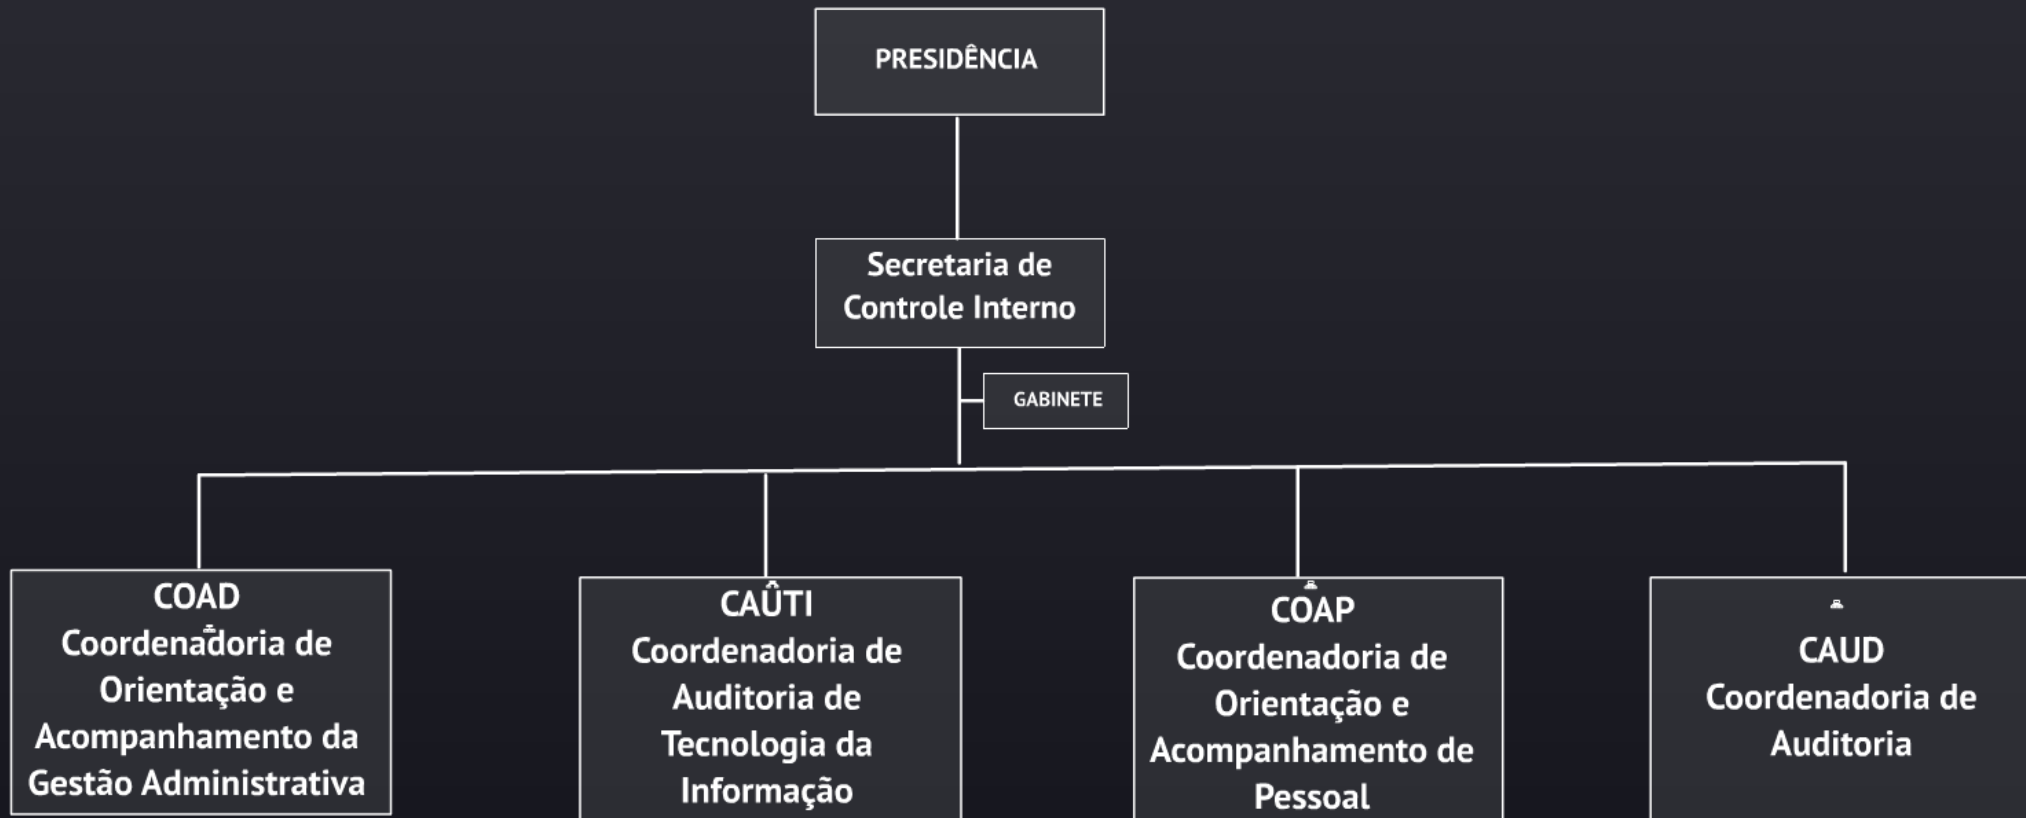 PRESIDÊNCIA
Secretaria de
Controle Interno
GABINETE
COAD
Coordenadoria de
Orientação e
Acompanhamento da
Gestão Administrativa
CAUTI
Coordenadoria de
Auditoria de
Tecnologia da
Informação
COAP
Coordenadoria de
Orientação e
Acompanhamento de
Pessoal
CAUD
Coordenadoria de
Auditoria